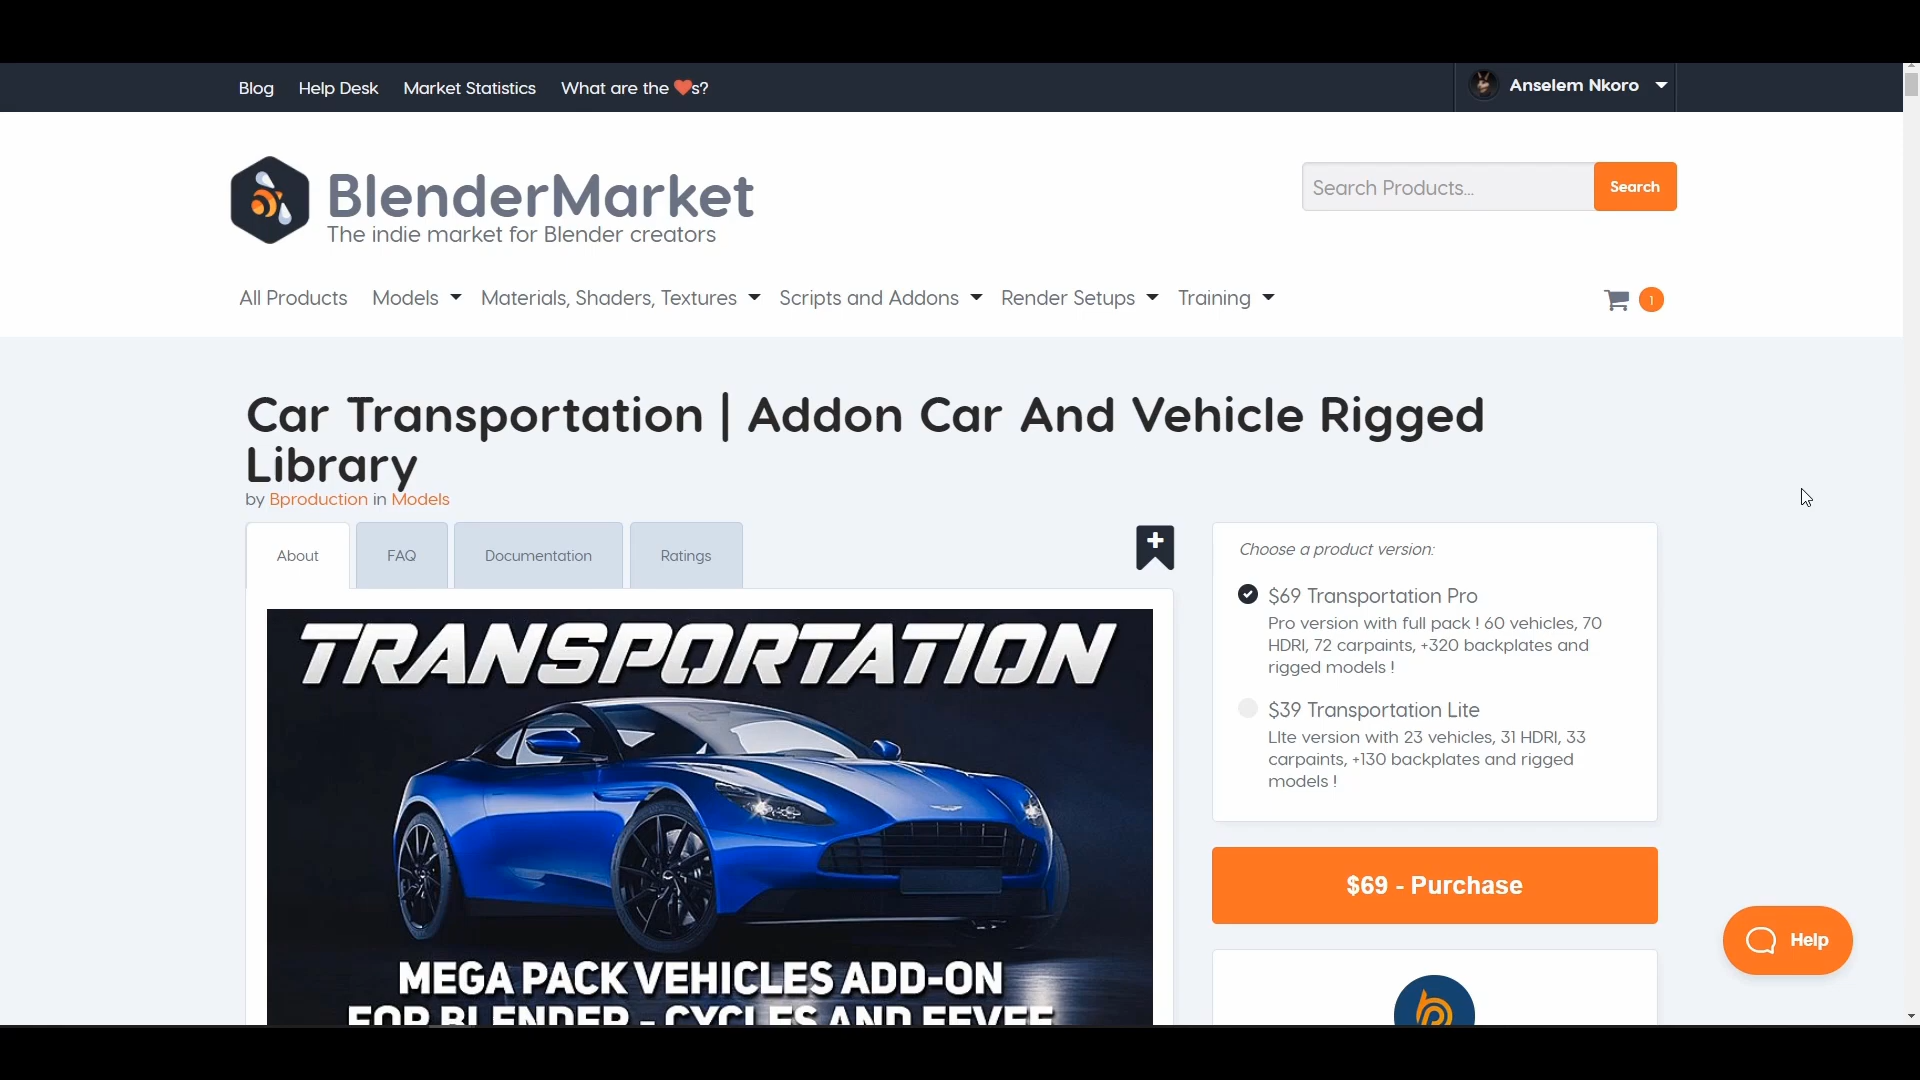 Blog Help Desk Market Statistics What are the ❤s?
Anselem Nkoro
BlenderMarket
The indie market for Blender creators
Search Products...
Search
All Products Models Materials, Shaders, Textures Scripts and Addons Render Setups Training
1
Car Transportation | Addon Car And Vehicle Rigged
Library
by Bproduction in Models
About FAQ Documentation Ratings
TRANSPORTATION
MEGA PACK VEHICLES ADD-ON
FOR BLENDER - CYCLES AND EEVEE
Choose a product version:
$69 Transportation Pro
Pro version with full pack ! 60 vehicles, 70
HDRI, 72 carpaints, +320 backplates and
rigged models !
$39 Transportation Lite
LIte version with 23 vehicles, 31 HDRI, 33
carpaints, +130 backplates and rigged
models !
$69 - Purchase
Help